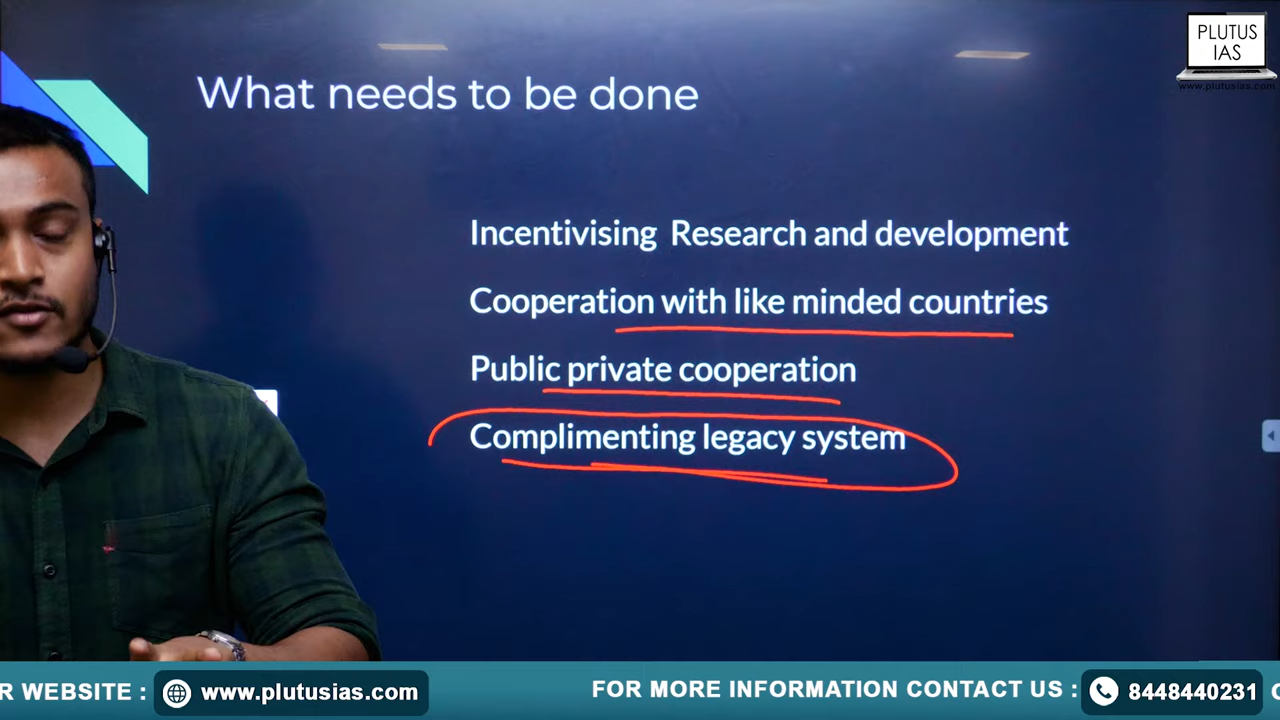 PLUTUS
IAS
www.plutusias.com
What needs to be done
Incentivising Research and development
Cooperation with like minded countries
Public private cooperation
Complimenting legacy system
R WEBSITE : www.plutusias.com
FOR MORE INFORMATION CONTACT US : 8448440231